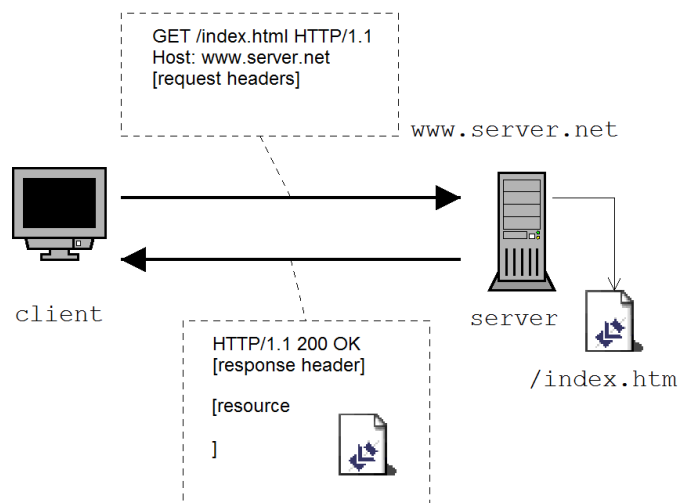 GET /index.html HTTP/1.1
Host: www.server.net
[request headers]
www.server.net
client
server
/index.htm
HTTP/1.1 200 OK
[response header]
[resource
]